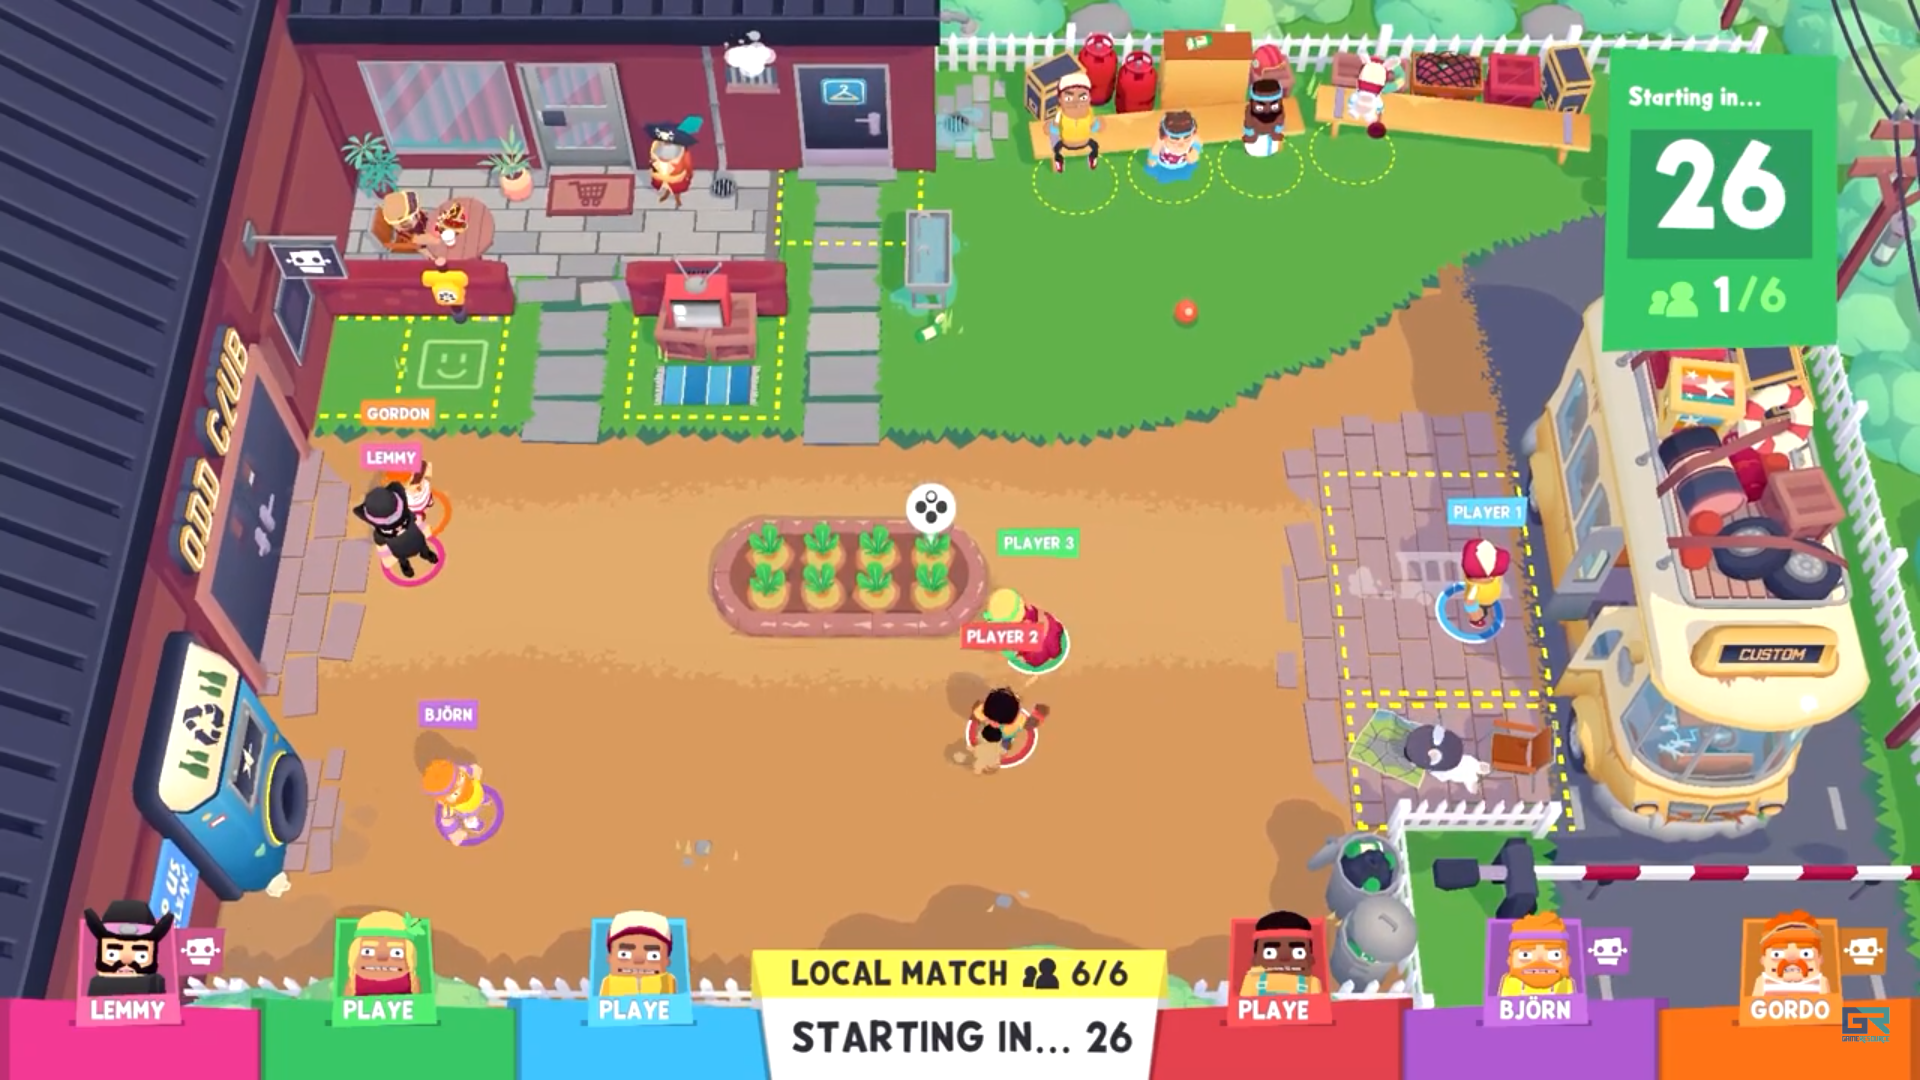 Starting in...
26
1/6
ODD CLUB
GORDON
LEMMY
PLAYER 1
PLAYER 3
PLAYER 2
CUSTOM
BJÖRN
LOCAL MATCH 6/6
STARTING IN... 26
LEMMY
PLAYE
PLAYE
PLAYE
BJÖRN
GORDO
GR